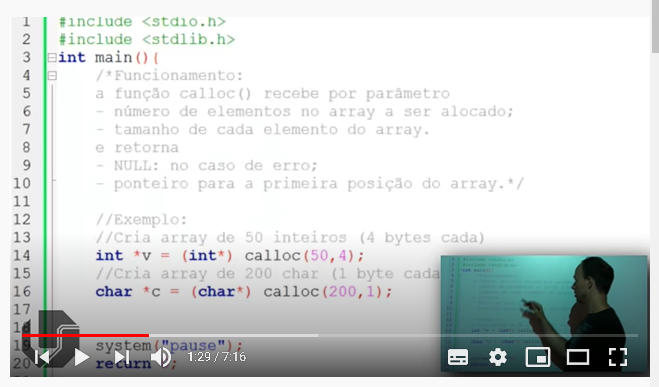 1 #include <stdio.h>
2 #include <stdlib.h>
3 int main(){
4 /*Funcionamento:
5 a função calloc() recebe por parâmetro
6 - número de elementos no array a ser alocado;
7 - tamanho de cada elemento do array.
8 e retorna
9 - NULL: no caso de erro;
10 - ponteiro para a primeira posição do array.*/
11
12 //Exemplo:
13 //Cria array de 50 inteiros (4 bytes cada)
14 int *v = (int*) calloc(50,4);
15 //Cria array de 200 char (1 byte cada
16 char *c = (char*) calloc(200,1);
17
18
19 system("pause");
20 return ;
1:29 / 7:16